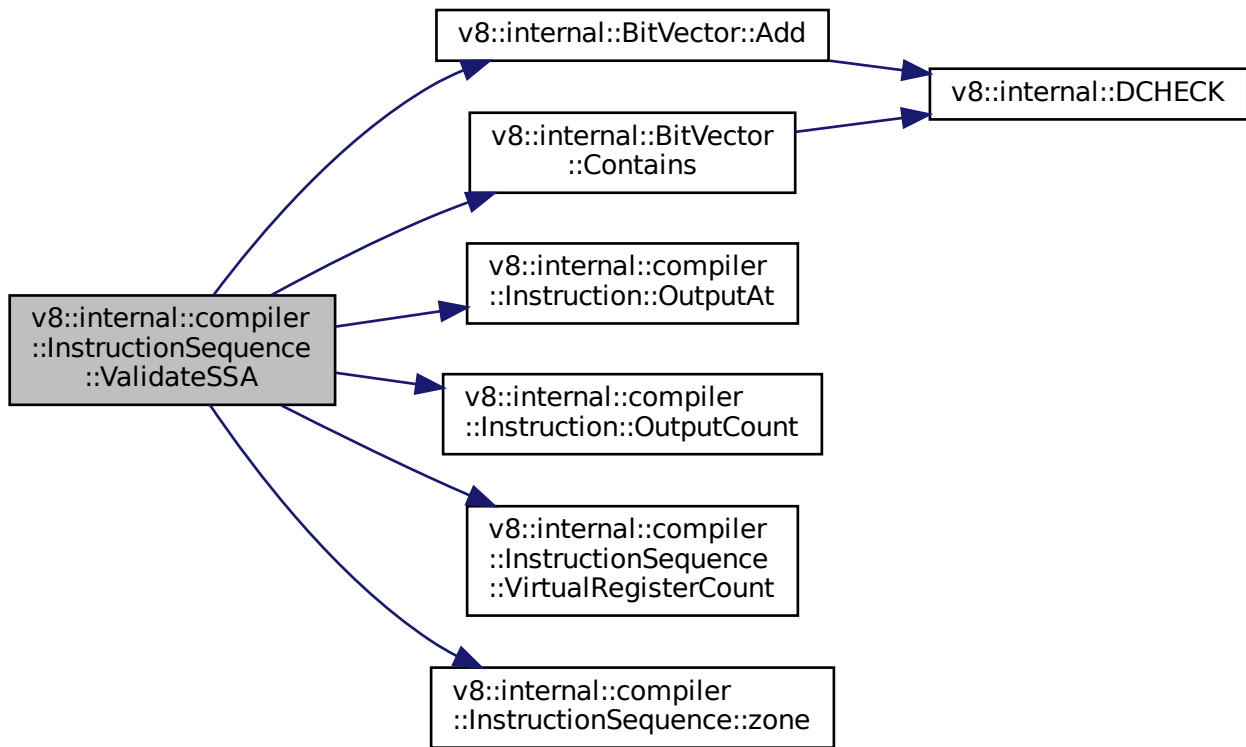 v8::internal::BitVector::Add
v8::internal::DCHECK
v8::internal::BitVector
::Contains
v8::internal::compiler
::Instruction::OutputAt
v8::internal::compiler
::InstructionSequence
::ValidateSSA
v8::internal::compiler
::Instruction::OutputCount
v8::internal::compiler
::InstructionSequence
::VirtualRegisterCount
v8::internal::compiler
::InstructionSequence::zone